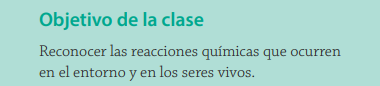 Objetivo de la clase
Reconocer las reacciones químicas que ocurren
en el entorno y en los seres vivos.